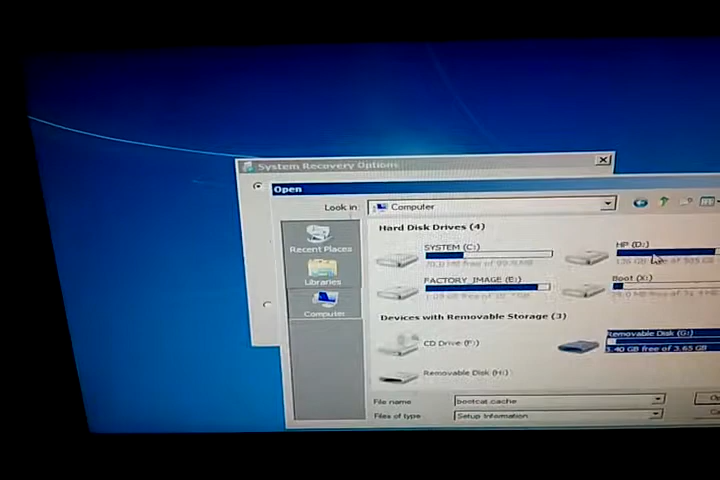 System Recovery Options
Open
Look in: Computer
Recent Places
Libraries
Computer
Hard Disk Drives (4)
SYSTEM (C:)
HP (D:)
FACTORY_IMAGE (E:)
Boot (X:)
Devices with Removable Storage (3)
CD Drive (F:)
Removable Disk (G:)
3.40 GB free of 3.65 GB
Removable Disk (H:)
File name bootcat.cache
Files of type Setup Information